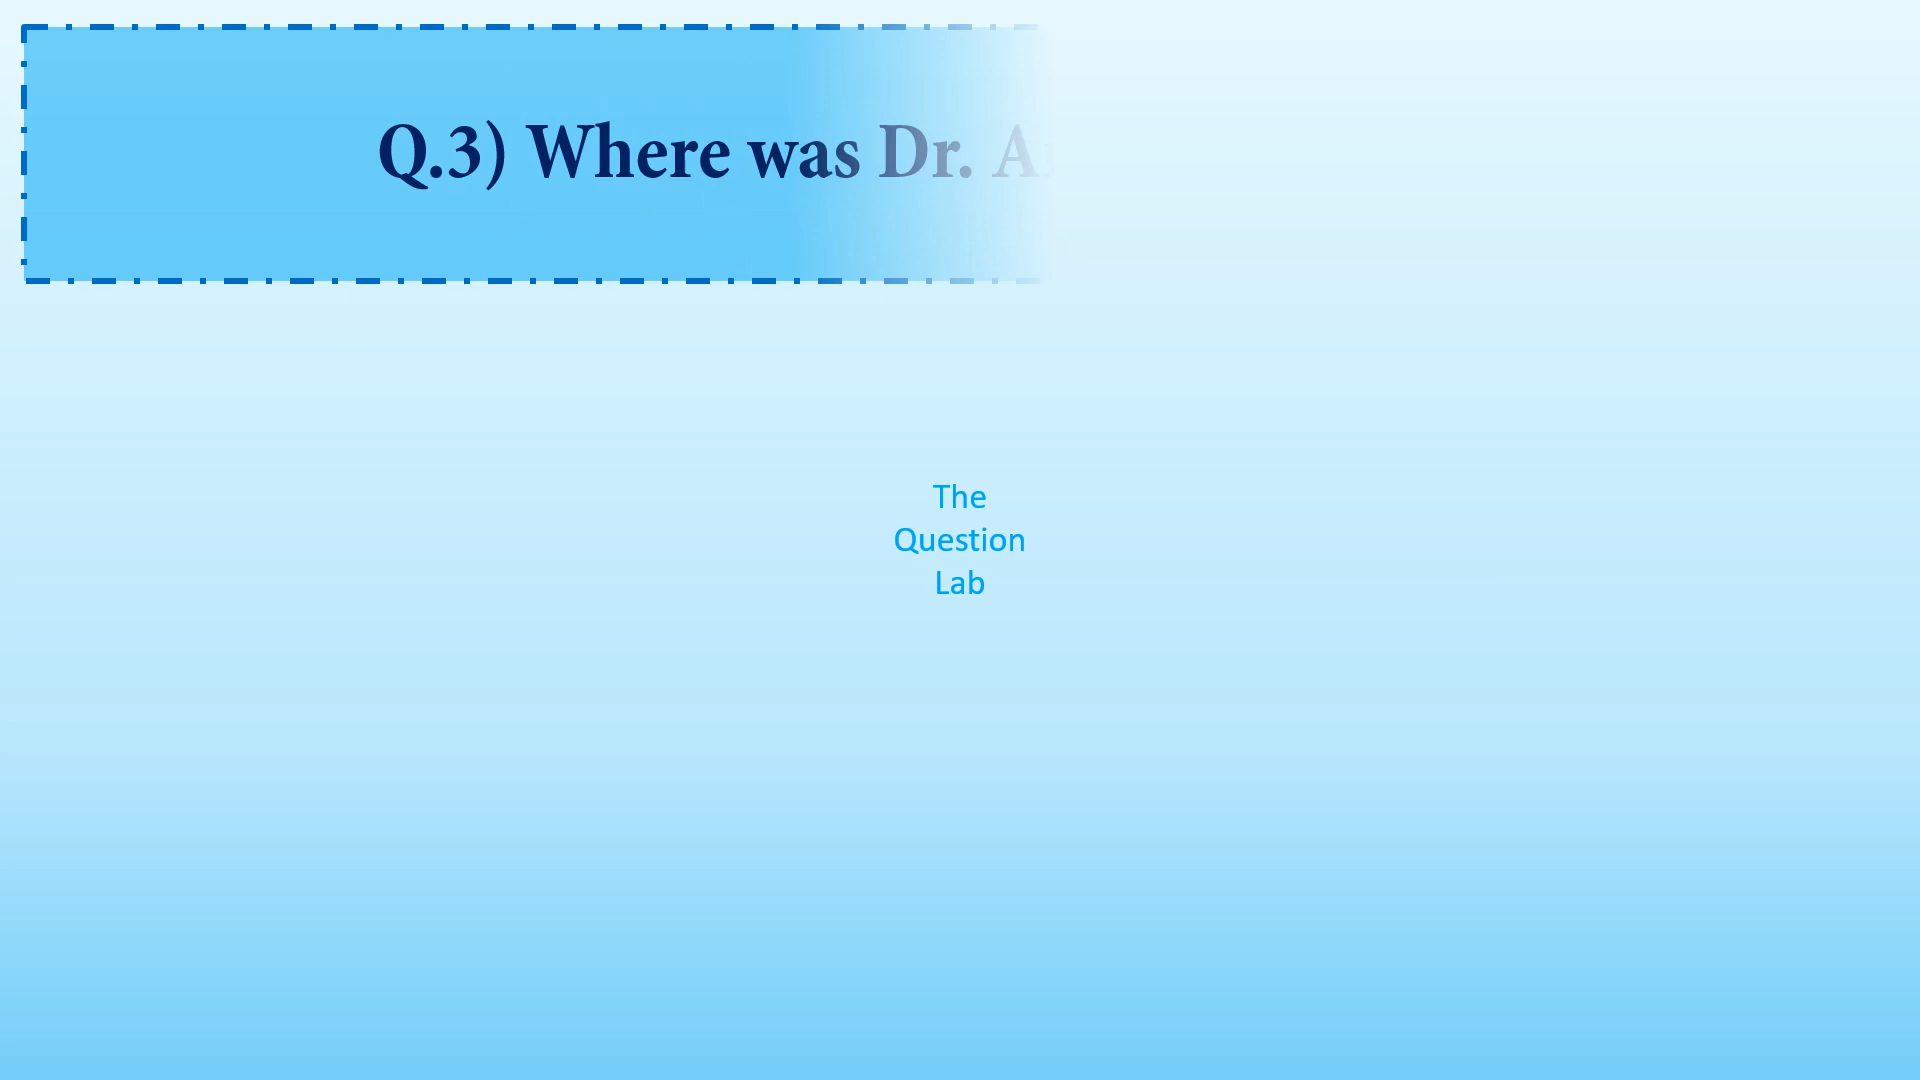 Q.3) Where was Dr.
The
Question
Lab